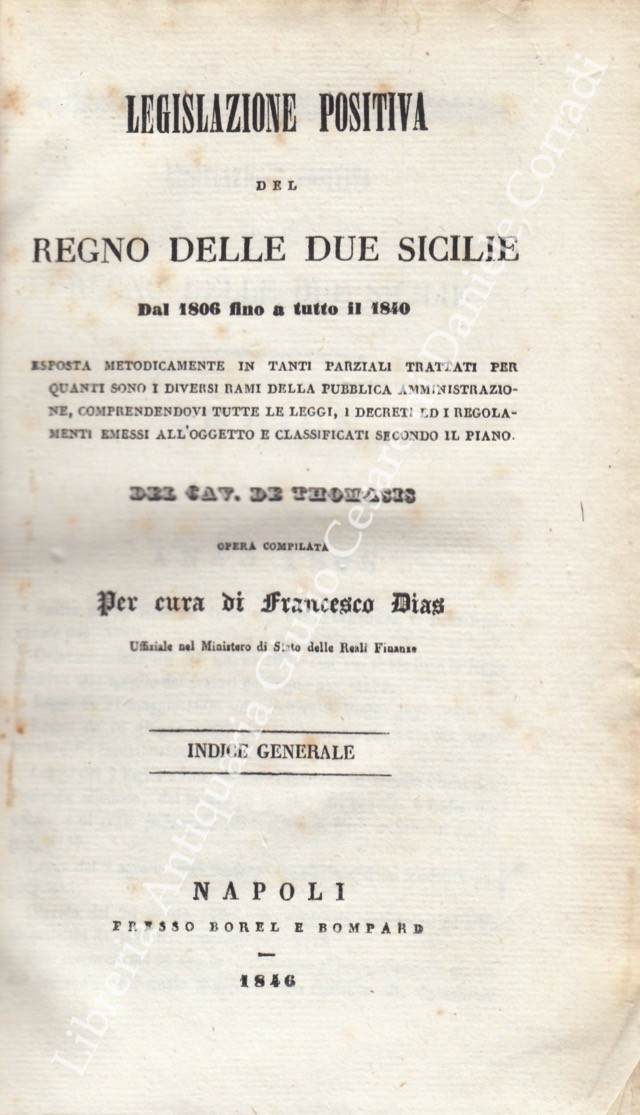 LEGISLAZIONE POSITIVA
DEL
REGNO DELLE DUE SICILIE
Dal 1806 fino a tutto il 1840
ESPOSTA METODICAMENTE IN TANTI PARZIALI TRATTATI PER
QUANTI SONO I DIVERSI RAMI DELLA PUBBLICA AMMINISTRAZIO-
NE, COMPRENDENDOVI TUTTE LE LEGGI, I DECRETI ED I REGOLA-
MENTI EMESSI ALL'OGGETTO E CLASSIFICATI SECONDO IL PIANO.
DEL CAV. DE THOMASIS
OPERA COMPILATA
Per cura di Francesco Dias
Uffiziale nel Ministero di Stato delle Reali Finanze
INDICE GENERALE
NAPOLI
PRESSO BOREL E BOMPARD
1846
Libreria Antiquaria Giulio Cesare di Daniele Corradi